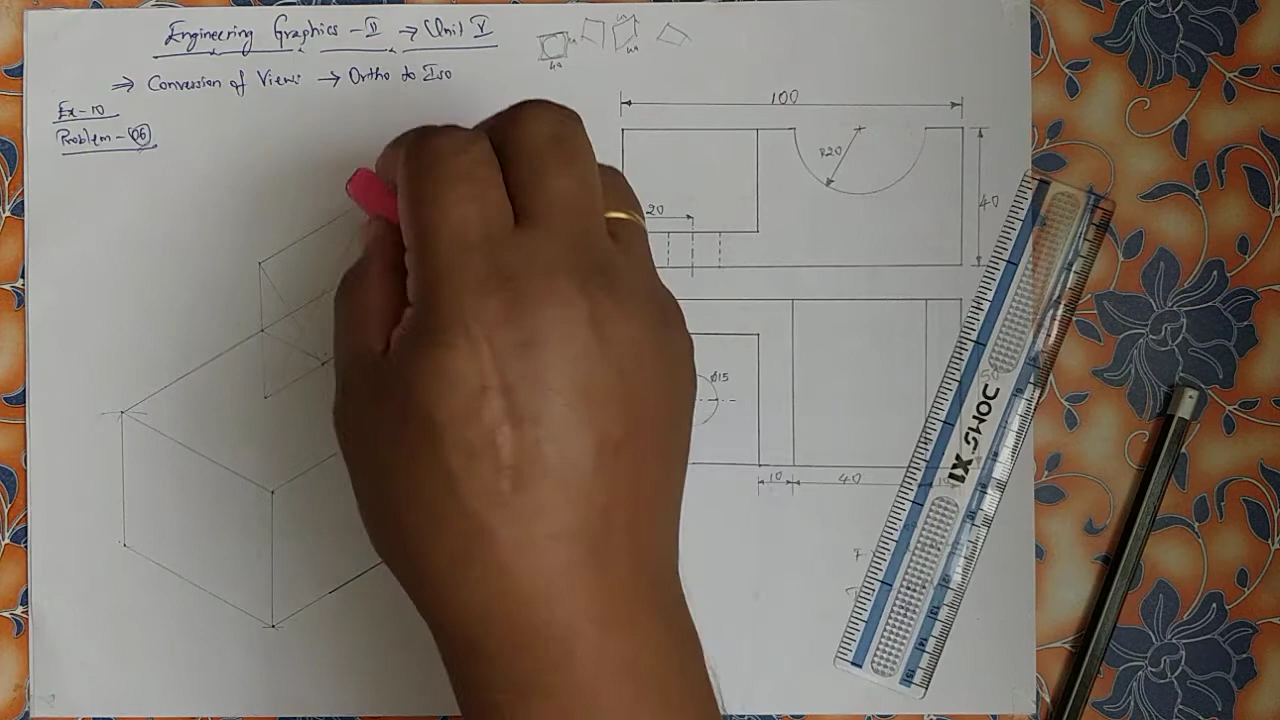 Engineering Graphics - II → Unit V
⇒ Conversion of Views → Ortho to Iso
Ex-10
Problem-06
100
R20
40
20
Ø15
10
40
JOMS-XI